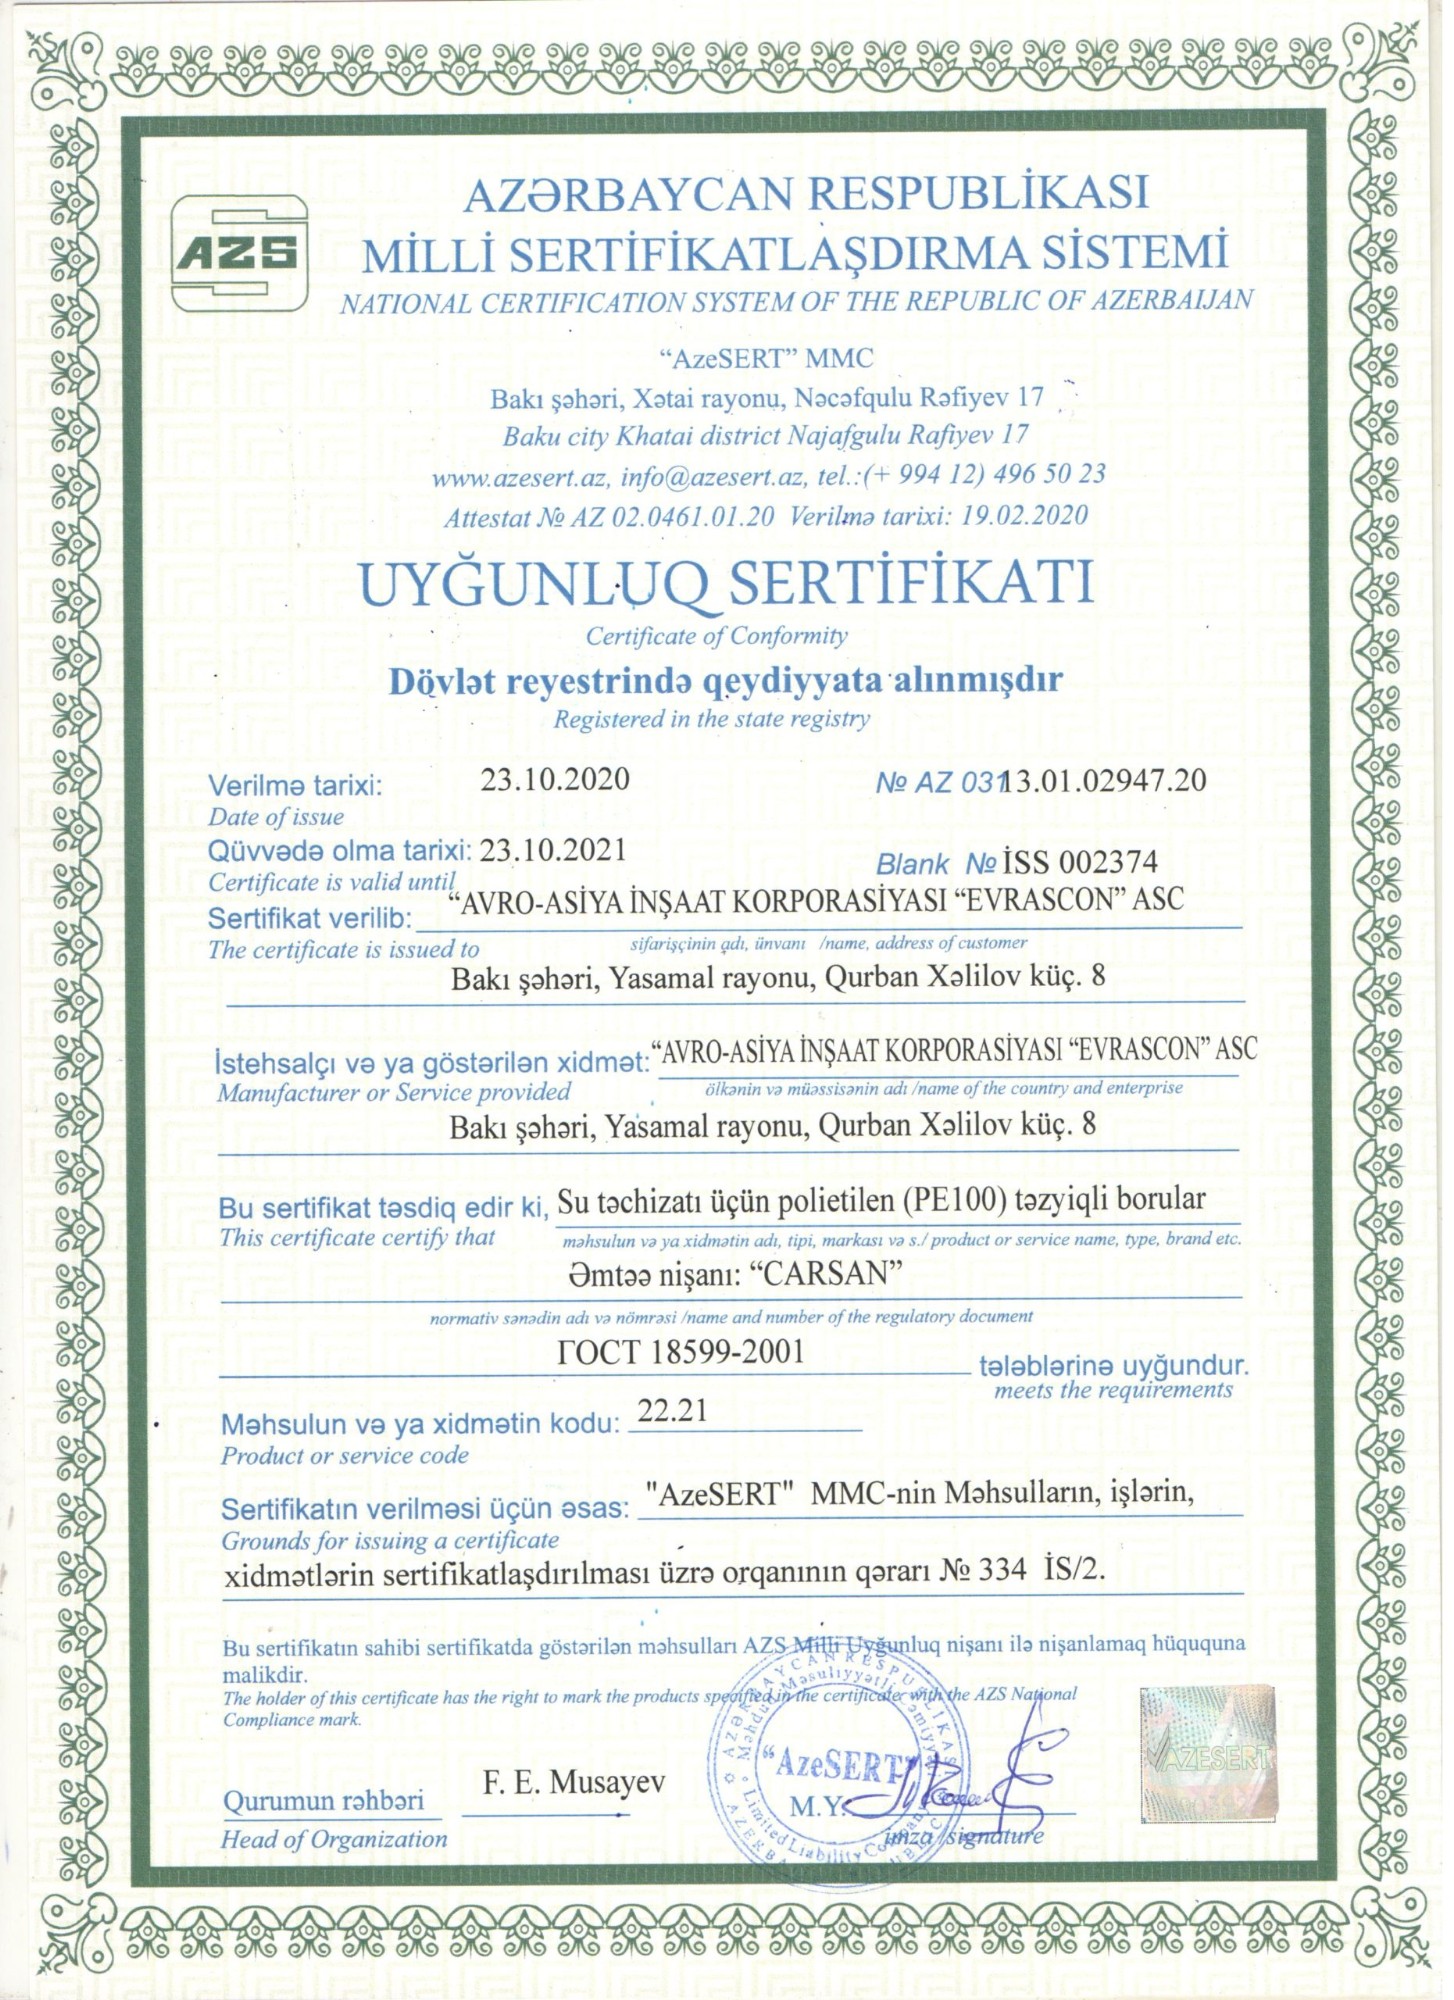 AZS
AZƏRBAYCAN RESPUBLİKASI
MİLLİ SERTİFİKATLAŞDIRMA SİSTEMİ
NATIONAL CERTIFICATION SYSTEM OF THE REPUBLIC OF AZERBAIJAN
“AzeSERT” MMC
Bakı şəhəri, Xətai rayonu, Nəcəfqulu Rəfiyev 17
Baku city Khatai district Najafgulu Rafiyev 17
www.azesert.az, info@azesert.az, tel.:(+ 994 12) 496 50 23
Attestat № AZ 02.0461.01.20 Verilmə tarixi: 19.02.2020
UYĞUNLUQ SERTİFİKATI
Certificate of Conformity
Dövlət reyestrində qeydiyyata alınmışdır
Registered in the state registry
Verilmə tarixi: 23.10.2020 № AZ 03113.01.02947.20
Date of issue
Qüvvədə olma tarixi: 23.10.2021 Blank № İSS 002374
Certificate is valid until
Sertifikat verilib: “AVRO-ASİYA İNŞAAT KORPORASİYASI “EVRASCON” ASC
The certificate is issued to sifarişçinin adı, ünvanı /name, address of customer
Bakı şəhəri, Yasamal rayonu, Qurban Xəlilov küç. 8
İstehsalçı və ya göstərilən xidmət: “AVRO-ASİYA İNŞAAT KORPORASİYASI “EVRASCON” ASC
Manufacturer or Service provided ölkənin və müəssisənin adı /name of the country and enterprise
Bakı şəhəri, Yasamal rayonu, Qurban Xəlilov küç. 8
Bu sertifikat təsdiq edir ki, Su təchizatı üçün polietilen (PE100) təzyiqli borular
This certificate certify that məhsulun və ya xidmətin adı, tipi, markası və s./ product or service name, type, brand etc.
Əmtəə nişanı: “CARSAN”
normativ sənədin adı və nömrəsi /name and number of the regulatory document
ГОСТ 18599-2001 tələblərinə uyğundur.
meets the requirements
Məhsulun və ya xidmətin kodu: 22.21
Product or service code
Sertifikatın verilməsi üçün əsas: "AzeSERT" MMC-nin Məhsulların, işlərin,
Grounds for issuing a certificate
xidmətlərin sertifikatlaşdırılması üzrə orqanının qərarı № 334 İS/2.
Bu sertifikatın sahibi sertifikatda göstərilən məhsulları AZS Milli Uyğunluq nişanı ilə nişanlamaq hüququna
malikdir.
The holder of this certificate has the right to mark the products specified in the certificate, with the AZS National
Compliance mark.
AZƏRBAYCAN RESPUBLİKASI
Məhdud Məsuliyyətli Cəmiyyəti
“AzeSERT”
Limited Liability Company
AZESERT
Qurumun rəhbəri F. E. Musayev M.Y.
Head of Organization imza /signature